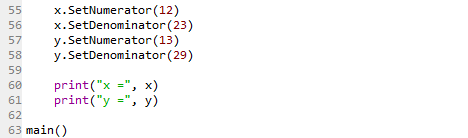 55     x.SetNumerator(12)
56     x.SetDenominator(23)
57     y.SetNumerator(13)
58     y.SetDenominator(29)
59
60     print("x =", x)
61     print("y =", y)
62
63 main()